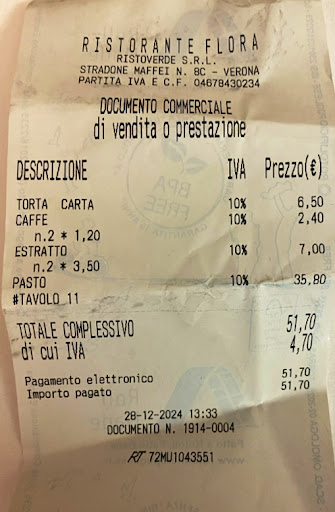 RISTORANTE FLORA
RISTOVERDE S.R.L.
STRADONE MAFFEI N. 8C - VERONA
PARTITA IVA E C.F. 04678430234
DOCUMENTO COMMERCIALE
di vendita o prestazione
DESCRIZIONE IVA Prezzo(€)
TORTA CARTA 10% 6,50
CAFFE 10% 2,40
n.2 * 1,20
ESTRATTO 10% 7,00
n.2 * 3,50
PASTO 10% 35,80
#TAVOLO 11
TOTALE COMPLESSIVO 51,70
di cui IVA 4,70
Pagamento elettronico 51,70
Importo pagato 51,70
28-12-2024 13:33
DOCUMENTO N. 1914-0004
RT 72MU1043551
BPA
FREE